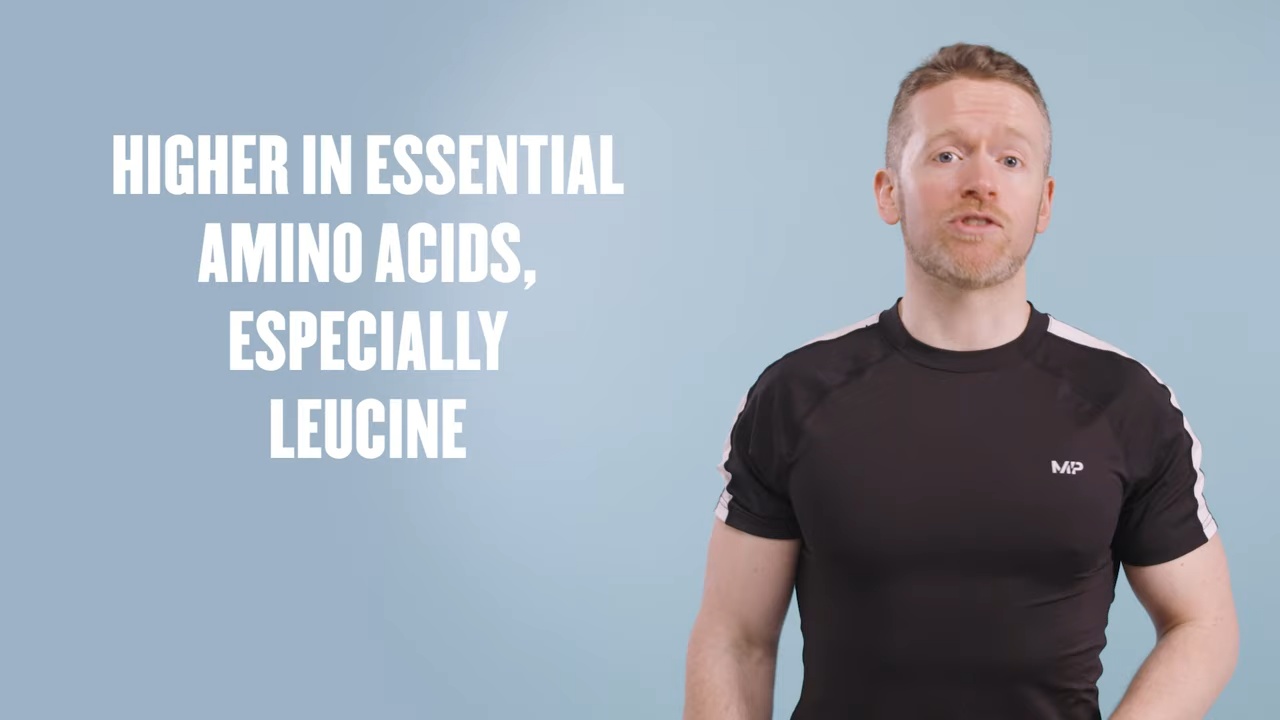 HIGHER IN ESSENTIAL
AMINO ACIDS,
ESPECIALLY
LEUCINE
MP